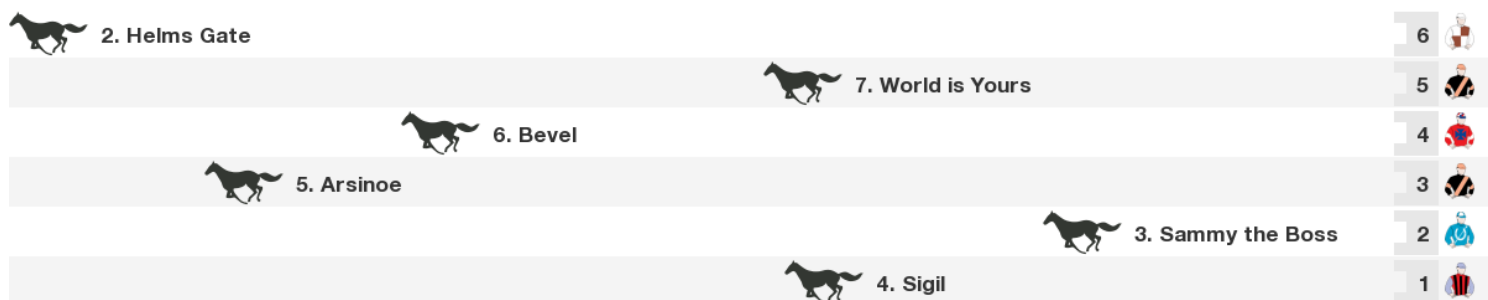 2. Helms Gate 6
7. World is Yours 5
6. Bevel 4
5. Arsinoe 3
3. Sammy the Boss 2
4. Sigil 1